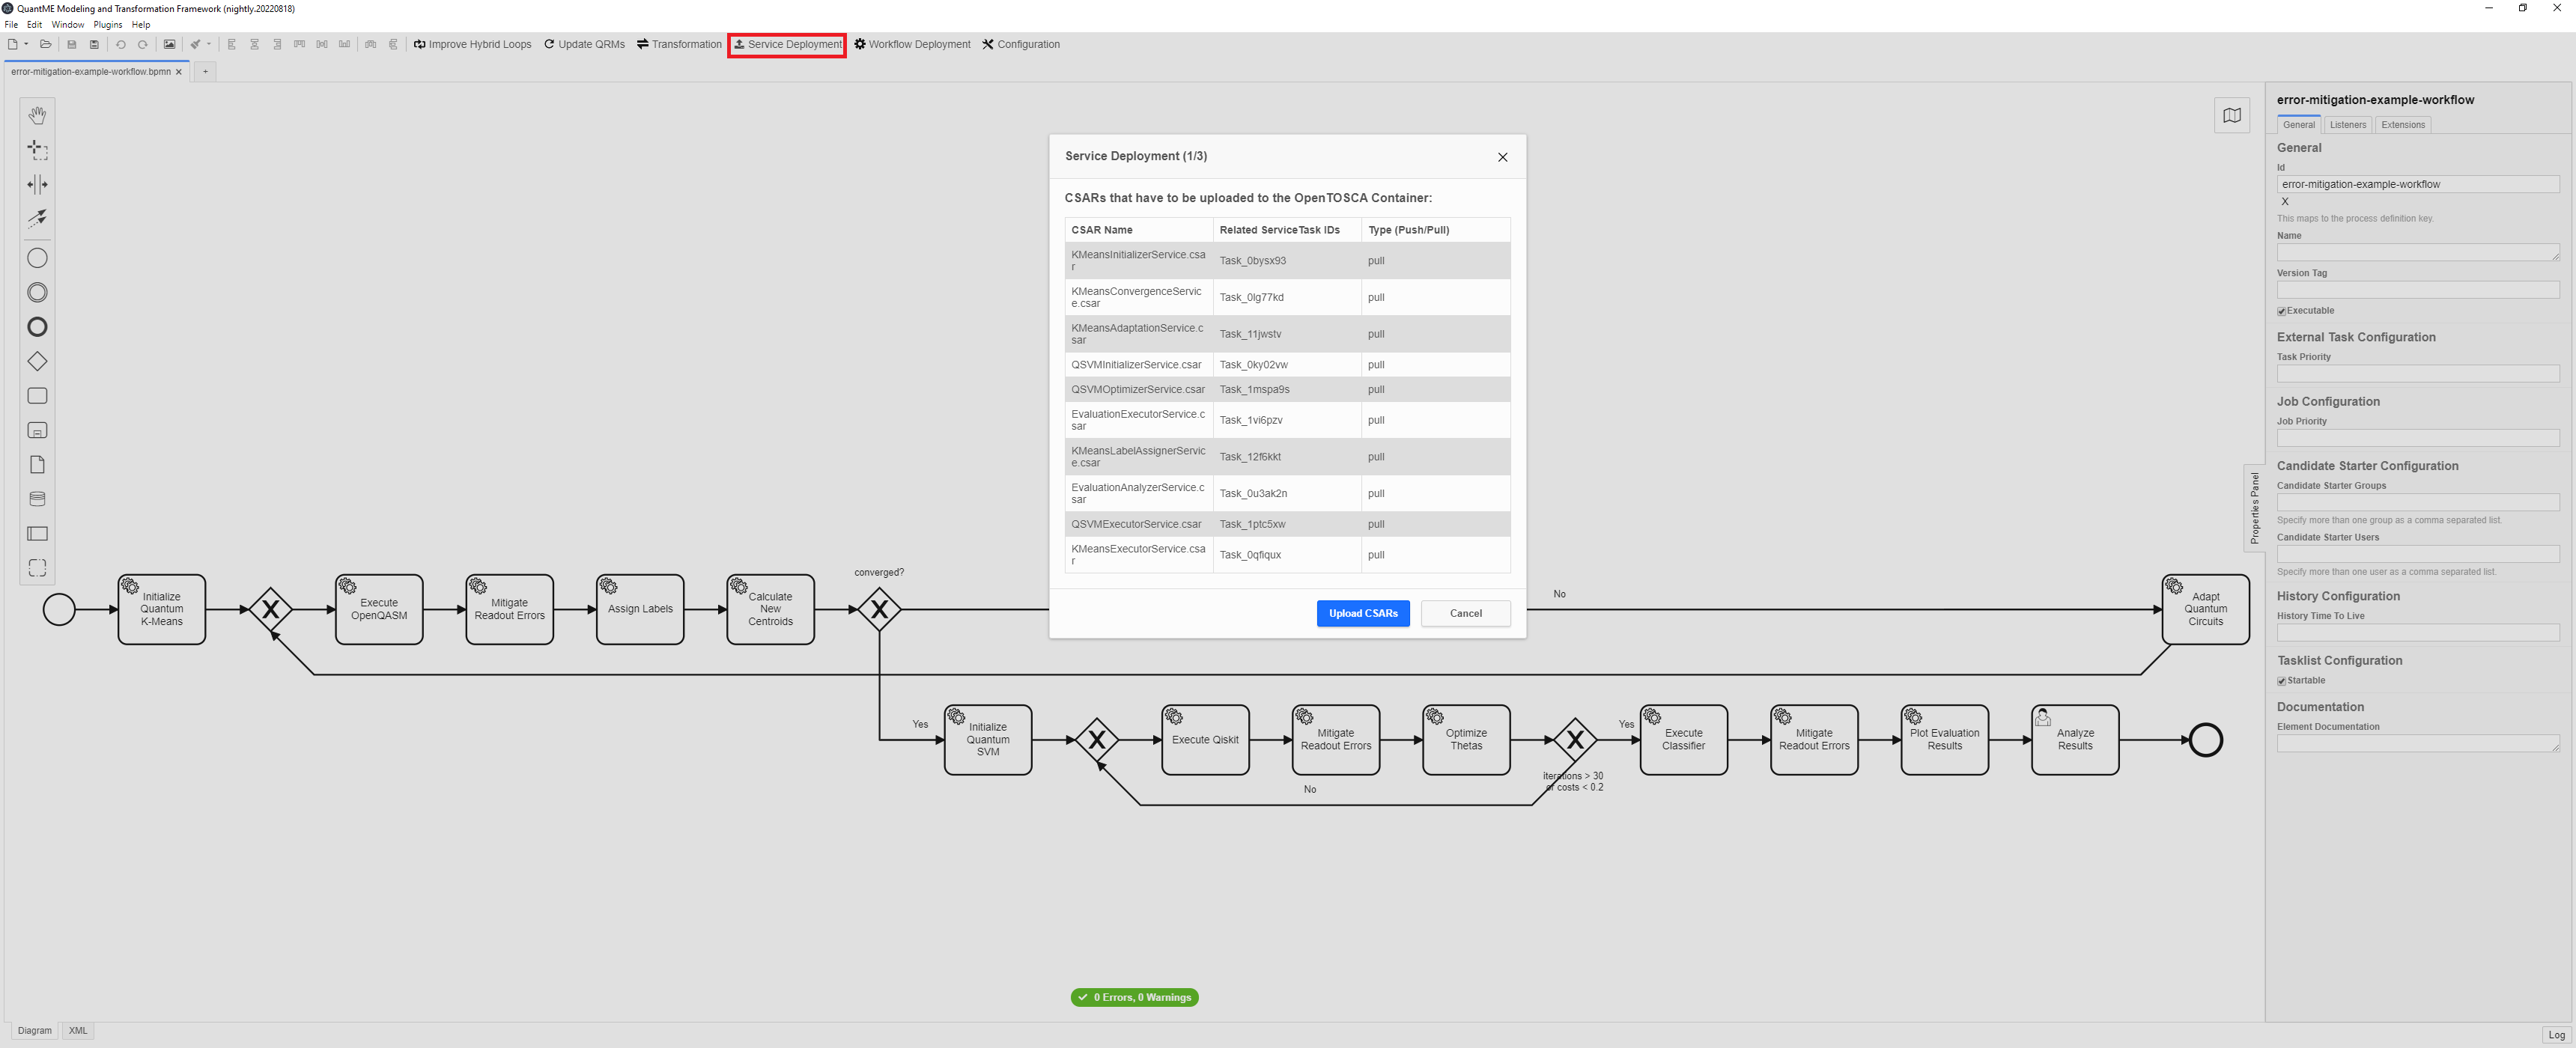 QuantME Modeling and Transformation Framework (nightly.20220818)
File Edit Window Plugins Help
Improve Hybrid Loops Update QRMs Transformation Service Deployment Workflow Deployment Configuration
error-mitigation-example-workflow.bpmn
Service Deployment (1/3)
CSARs that have to be uploaded to the OpenTOSCA Container:
CSAR Name Related ServiceTask IDs Type (Push/Pull)
KMeansInitializerService.csa
r
Task_0bysx93 pull
KMeansConvergenceServic
e.csar
Task_0lg77kd pull
KMeansAdaptationService.c
sar
Task_11jwstv pull
QSVMInitializerService.csar Task_0ky02vw pull
QSVMOptimizerService.csar Task_1mspa9s pull
EvaluationExecutorService.c
sar
Task_1vi6pzv pull
KMeansLabelAssignerServic
e.csar
Task_12f6kkt pull
EvaluationAnalyzerService.c
sar
Task_0u3ak2n pull
QSVMExecutorService.csar Task_1ptc5xw pull
KMeansExecutorService.csa
r
Task_0qfiqux pull
Upload CSARs Cancel
Initialize
Quantum
K-Means
Execute
OpenQASM
Mitigate
Readout Errors
Assign Labels
Calculate
New
Centroids
converged?
No
Adapt
Quantum
Circuits
Yes
Initialize
Quantum
SVM
Execute Qiskit
Mitigate
Readout Errors
Optimize
Thetas
No
iterations > 30
or costs < 0.2
Yes
Execute
Classifier
Mitigate
Readout Errors
Plot Evaluation
Results
Analyze
Results
Properties Panel
error-mitigation-example-workflow
General Listeners Extensions
General
Id
error-mitigation-example-workflow
X
This maps to the process definition key.
Name
Version Tag
Executable
External Task Configuration
Task Priority
Job Configuration
Job Priority
Candidate Starter Configuration
Candidate Starter Groups
Specify more than one group as a comma separated list.
Candidate Starter Users
Specify more than one user as a comma separated list.
History Configuration
History Time To Live
Tasklist Configuration
Startable
Documentation
Element Documentation
0 Errors, 0 Warnings
Diagram XML
Log